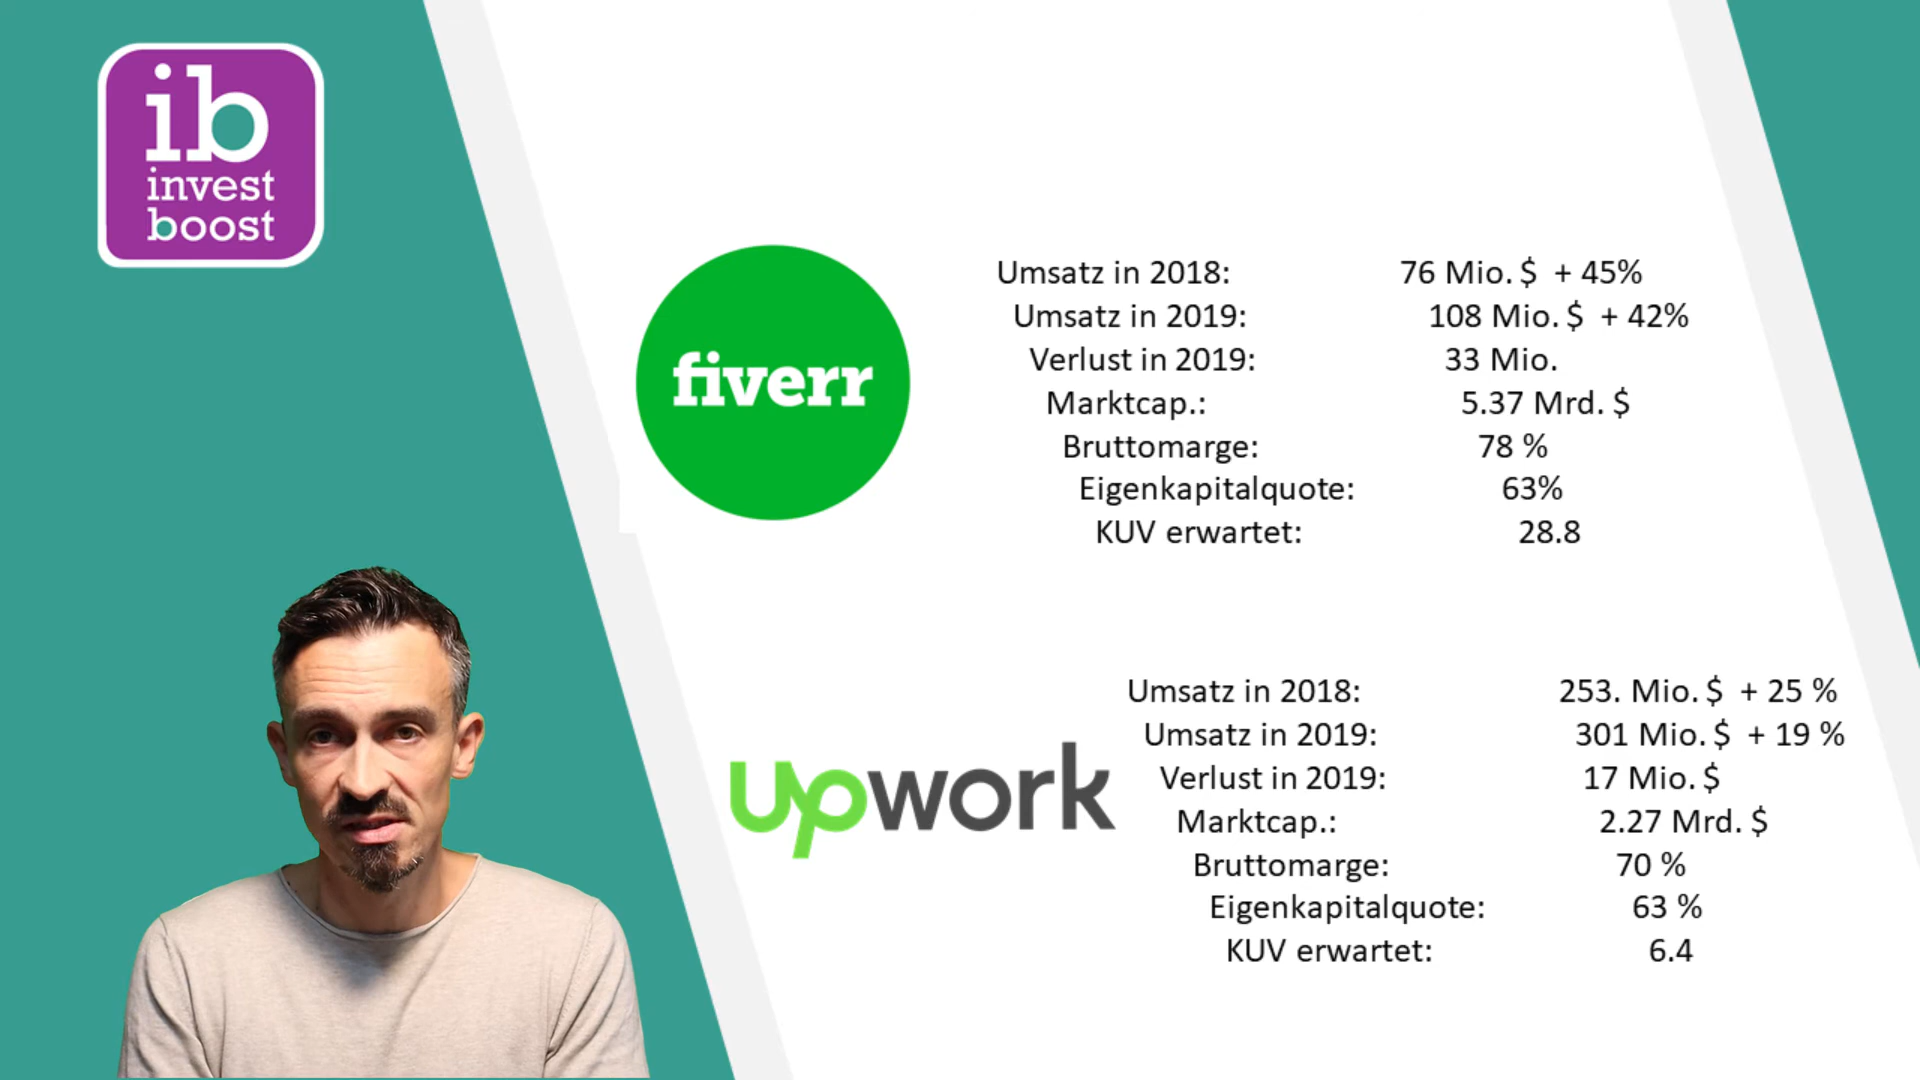 ib
invest
boost
fiverr
Umsatz in 2018: 76 Mio. $ + 45%
Umsatz in 2019: 108 Mio. $ + 42%
Verlust in 2019: 33 Mio.
Marktcap.: 5.37 Mrd. $
Bruttomarge: 78 %
Eigenkapitalquote: 63%
KUV erwartet: 28.8
upwork
Umsatz in 2018: 253. Mio. $ + 25 %
Umsatz in 2019: 301 Mio. $ + 19 %
Verlust in 2019: 17 Mio. $
Marktcap.: 2.27 Mrd. $
Bruttomarge: 70 %
Eigenkapitalquote: 63 %
KUV erwartet: 6.4